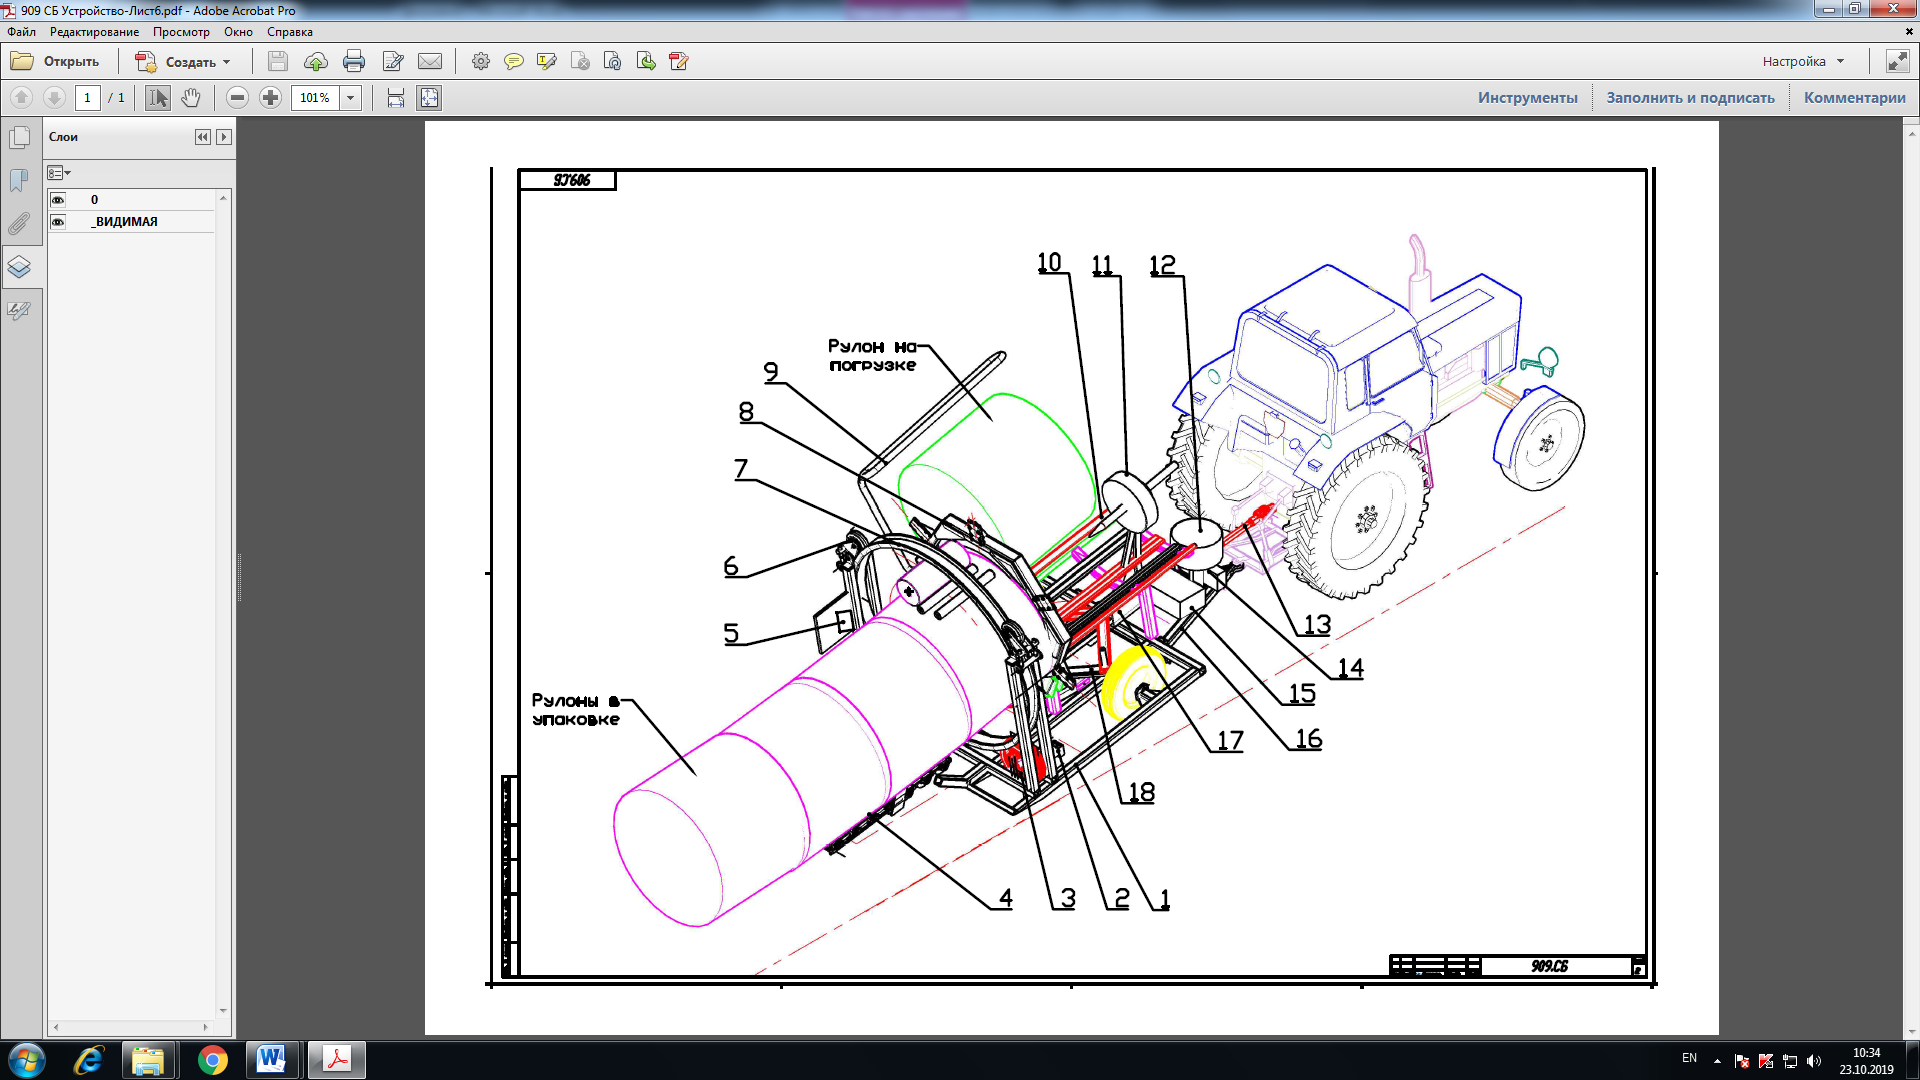 909 СБ Устройство-Лист6.pdf - Adobe Acrobat Pro
Файл Редактирование Просмотр Окно Справка
Открыть Создать Настройка
1 / 1 101% Инструменты Заполнить и подписать Комментарии
Слои
0
_ВИДИМАЯ
909.СБ
10 11 12
Рулон на
погрузке
9
8
7
6
5
13
14
15
16
17
18
Рулоны в
упаковке
4 3 2 1
909.СБ
EN
10:34
23.10.2019